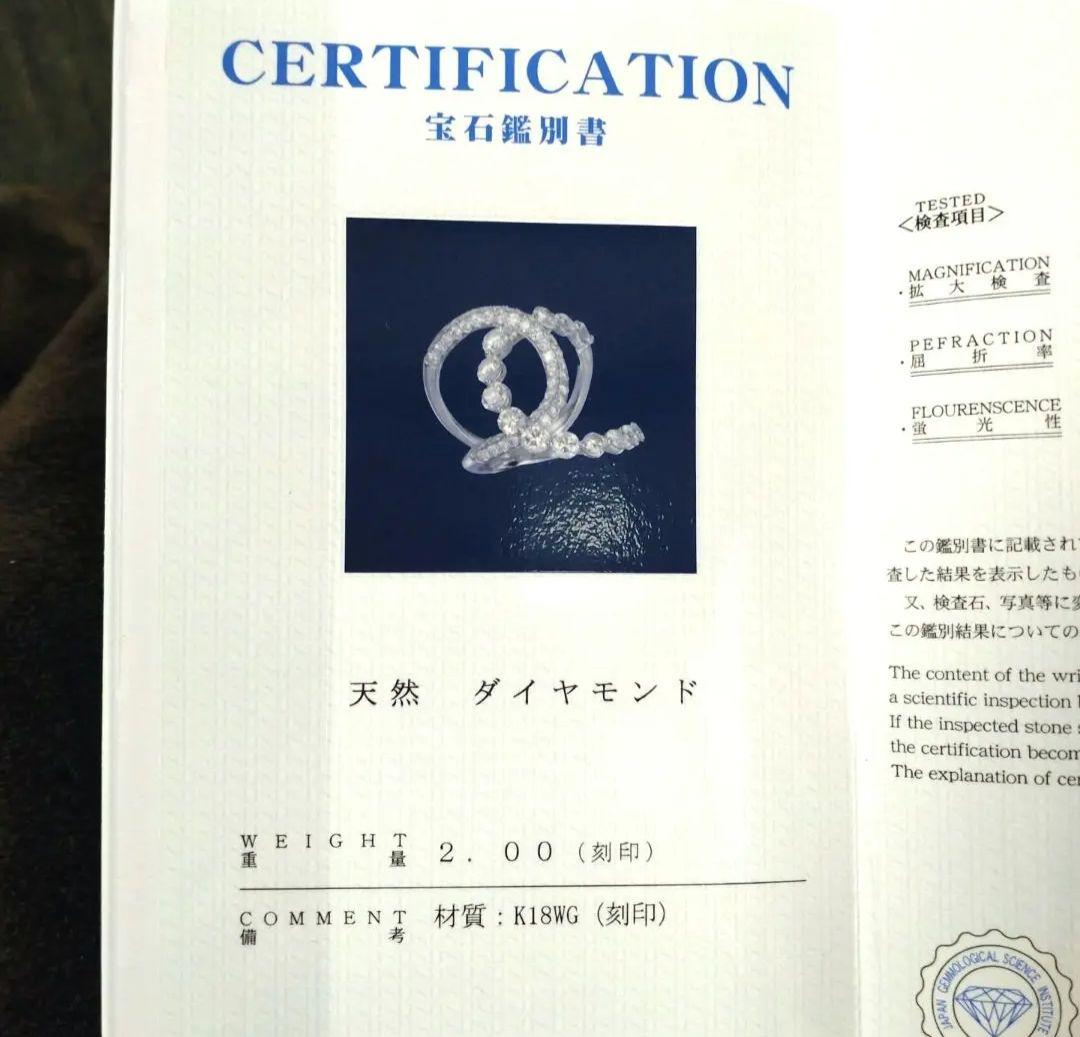 CERTIFICATION
宝石鑑別書
天然 ダイヤモンド
WEIGHT
重量 2.00(刻印)
COMMENT
備考 材質:K18WG(刻印)
TESTED
<検査項目>
MAGNIFICATION
・拡大検査
PEFRACTION
・屈折率
FLOURENSCENCE
・蛍光性
この鑑別書に記載され
査した結果を表示したも
又、検査石、写真等に変
この鑑別結果についての
The content of the wri
a scientific inspection
If the inspected stone
the certification becom
The explanation of cer
JAPAN GEMMOLOGICAL SCIENCE INSTITUTE